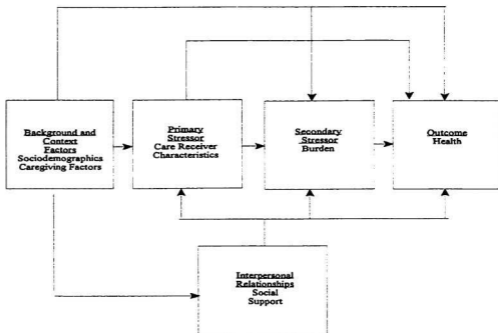 Background and
Context
Factors
Sociodemographics
Caregiving Factors
Primary
Stressor
Care Receiver
Characteristics
Secondary
Stressor
Burden
Outcome
Health
Interpersonal
Relationships
Social
Support